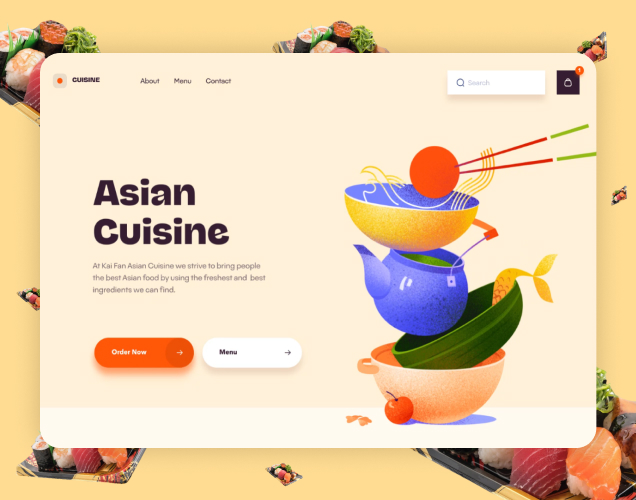 CUISINE
About
Menu
Contact
Search
1
Asian
Cuisine
At Kai Fan Asian Cuisine we strive to bring people
the best Asian food by using the freshest and best
ingredients we can find.
Order Now
Menu